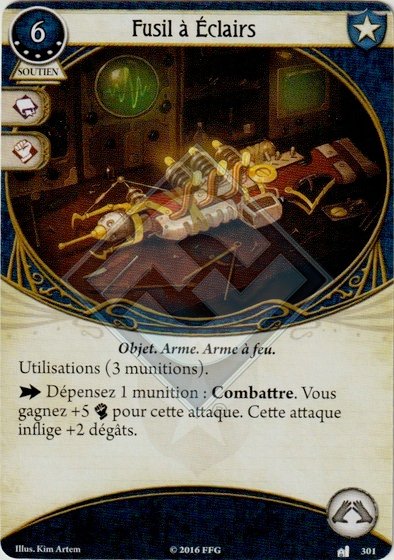 6
Fusil à Éclairs
SOUTIEN
Objet. Arme. Arme à feu.
Utilisations (3 munitions).
Dépensez 1 munition : Combattre. Vous
gagnez +5 pour cette attaque. Cette attaque
inflige +2 dégâts.
Illus. Kim Artem
© 2016 FFG
301